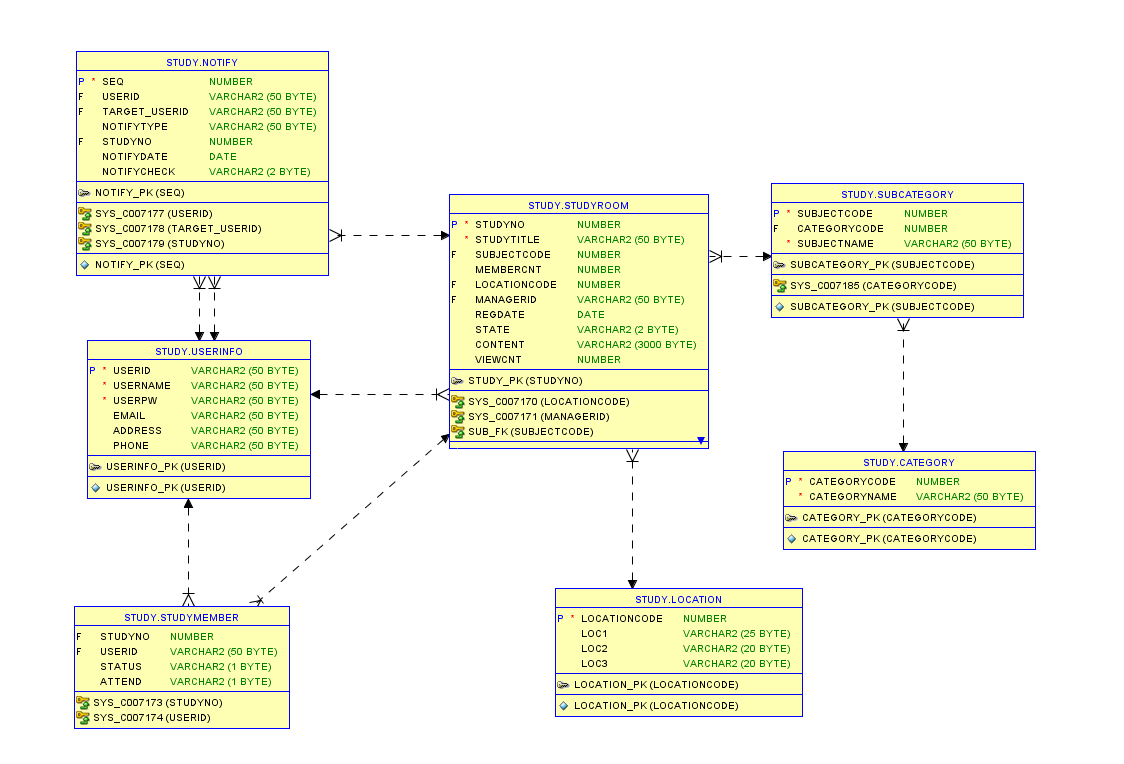 STUDY.NOTIFY
P * SEQ NUMBER
F USERID VARCHAR2 (50 BYTE)
F TARGET_USERID VARCHAR2 (50 BYTE)
NOTIFYTYPE VARCHAR2 (50 BYTE)
F STUDYNO NUMBER
NOTIFYDATE DATE
NOTIFYCHECK VARCHAR2 (2 BYTE)
NOTIFY_PK (SEQ)
SYS_C007177 (USERID)
SYS_C007178 (TARGET_USERID)
SYS_C007179 (STUDYNO)
NOTIFY_PK (SEQ)
STUDY.STUDYROOM
P * STUDYNO NUMBER
* STUDYTITLE VARCHAR2 (50 BYTE)
F SUBJECTCODE NUMBER
MEMBERCNT NUMBER
F LOCATIONCODE NUMBER
F MANAGERID VARCHAR2 (50 BYTE)
REGDATE DATE
STATE VARCHAR2 (2 BYTE)
CONTENT VARCHAR2 (3000 BYTE)
VIEWCNT NUMBER
STUDY_PK (STUDYNO)
SYS_C007170 (LOCATIONCODE)
SYS_C007171 (MANAGERID)
SUB_FK (SUBJECTCODE)
STUDY.SUBCATEGORY
P * SUBJECTCODE NUMBER
F CATEGORYCODE NUMBER
* SUBJECTNAME VARCHAR2 (50 BYTE)
SUBCATEGORY_PK (SUBJECTCODE)
SYS_C007185 (CATEGORYCODE)
SUBCATEGORY_PK (SUBJECTCODE)
STUDY.USERINFO
P * USERID VARCHAR2 (50 BYTE)
* USERNAME VARCHAR2 (50 BYTE)
* USERPW VARCHAR2 (50 BYTE)
EMAIL VARCHAR2 (50 BYTE)
ADDRESS VARCHAR2 (50 BYTE)
PHONE VARCHAR2 (50 BYTE)
USERINFO_PK (USERID)
USERINFO_PK (USERID)
STUDY.CATEGORY
P * CATEGORYCODE NUMBER
* CATEGORYNAME VARCHAR2 (50 BYTE)
CATEGORY_PK (CATEGORYCODE)
CATEGORY_PK (CATEGORYCODE)
STUDY.STUDYMEMBER
F STUDYNO NUMBER
F USERID VARCHAR2 (50 BYTE)
STATUS VARCHAR2 (1 BYTE)
ATTEND VARCHAR2 (1 BYTE)
SYS_C007173 (STUDYNO)
SYS_C007174 (USERID)
STUDY.LOCATION
P * LOCATIONCODE NUMBER
LOC1 VARCHAR2 (25 BYTE)
LOC2 VARCHAR2 (20 BYTE)
LOC3 VARCHAR2 (20 BYTE)
LOCATION_PK (LOCATIONCODE)
LOCATION_PK (LOCATIONCODE)